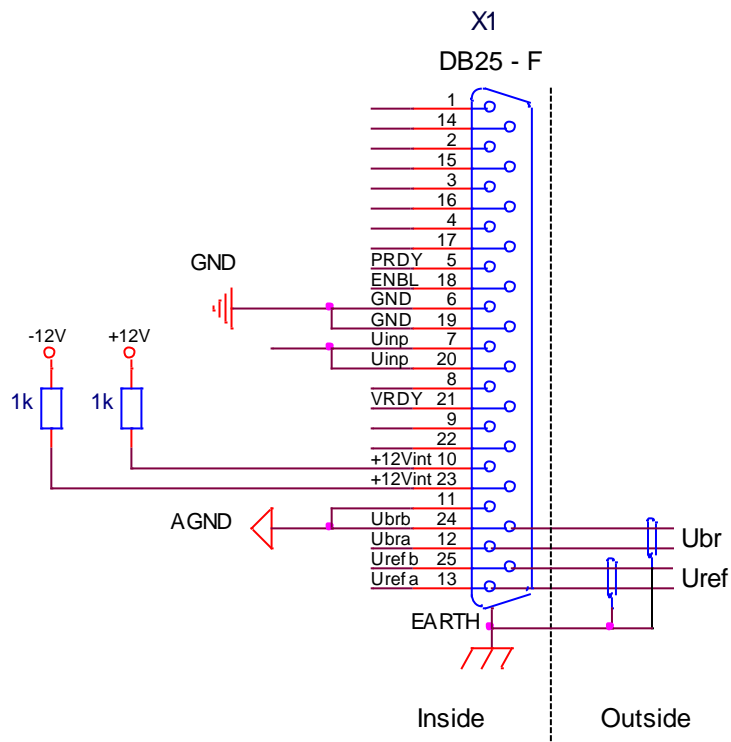 X1
DB25 - F
1
14
2
15
3
16
4
17
PRDY 5
GND
ENBL 18
GND 6
GND 19
-12V +12V
Uinp 7
Uinp 20
8
1k 1k
VRDY 21
9
22
+12Vint 10
+12Vint 23
11
AGND
Ubrb 24
Ubra 12
Ubr
Urefb 25
Urefa 13
Uref
EARTH
Inside Outside